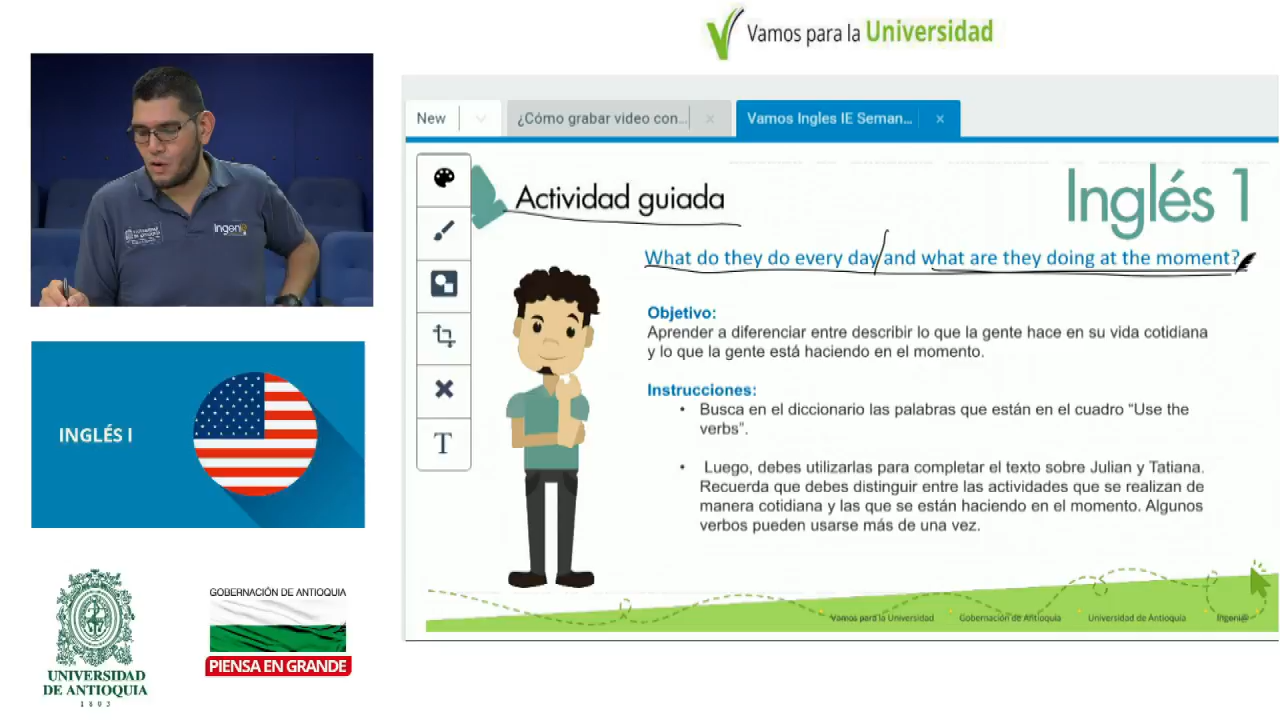 Vamos para la Universidad
New
¿Cómo grabar video con...
Vamos Ingles IE Seman...
Actividad guiada
Inglés 1
What do they do every day and what are they doing at the moment?
Objetivo:
Aprender a diferenciar entre describir lo que la gente hace en su vida cotidiana
y lo que la gente está haciendo en el momento.
Instrucciones:
• Busca en el diccionario las palabras que están en el cuadro “Use the
verbs”.
• Luego, debes utilizarlas para completar el texto sobre Julian y Tatiana.
Recuerda que debes distinguir entre las actividades que se realizan de
manera cotidiana y las que se están haciendo en el momento. Algunos
verbos pueden usarse más de una vez.
Vamos para la Universidad
Gobernación de Antioquia
Universidad de Antioquia
Ingeni@
T
Ingeni@
INGLÉS I
UNIVERSIDAD
DE ANTIOQUIA
1803
GOBERNACIÓN DE ANTIOQUIA
PIENSA EN GRANDE